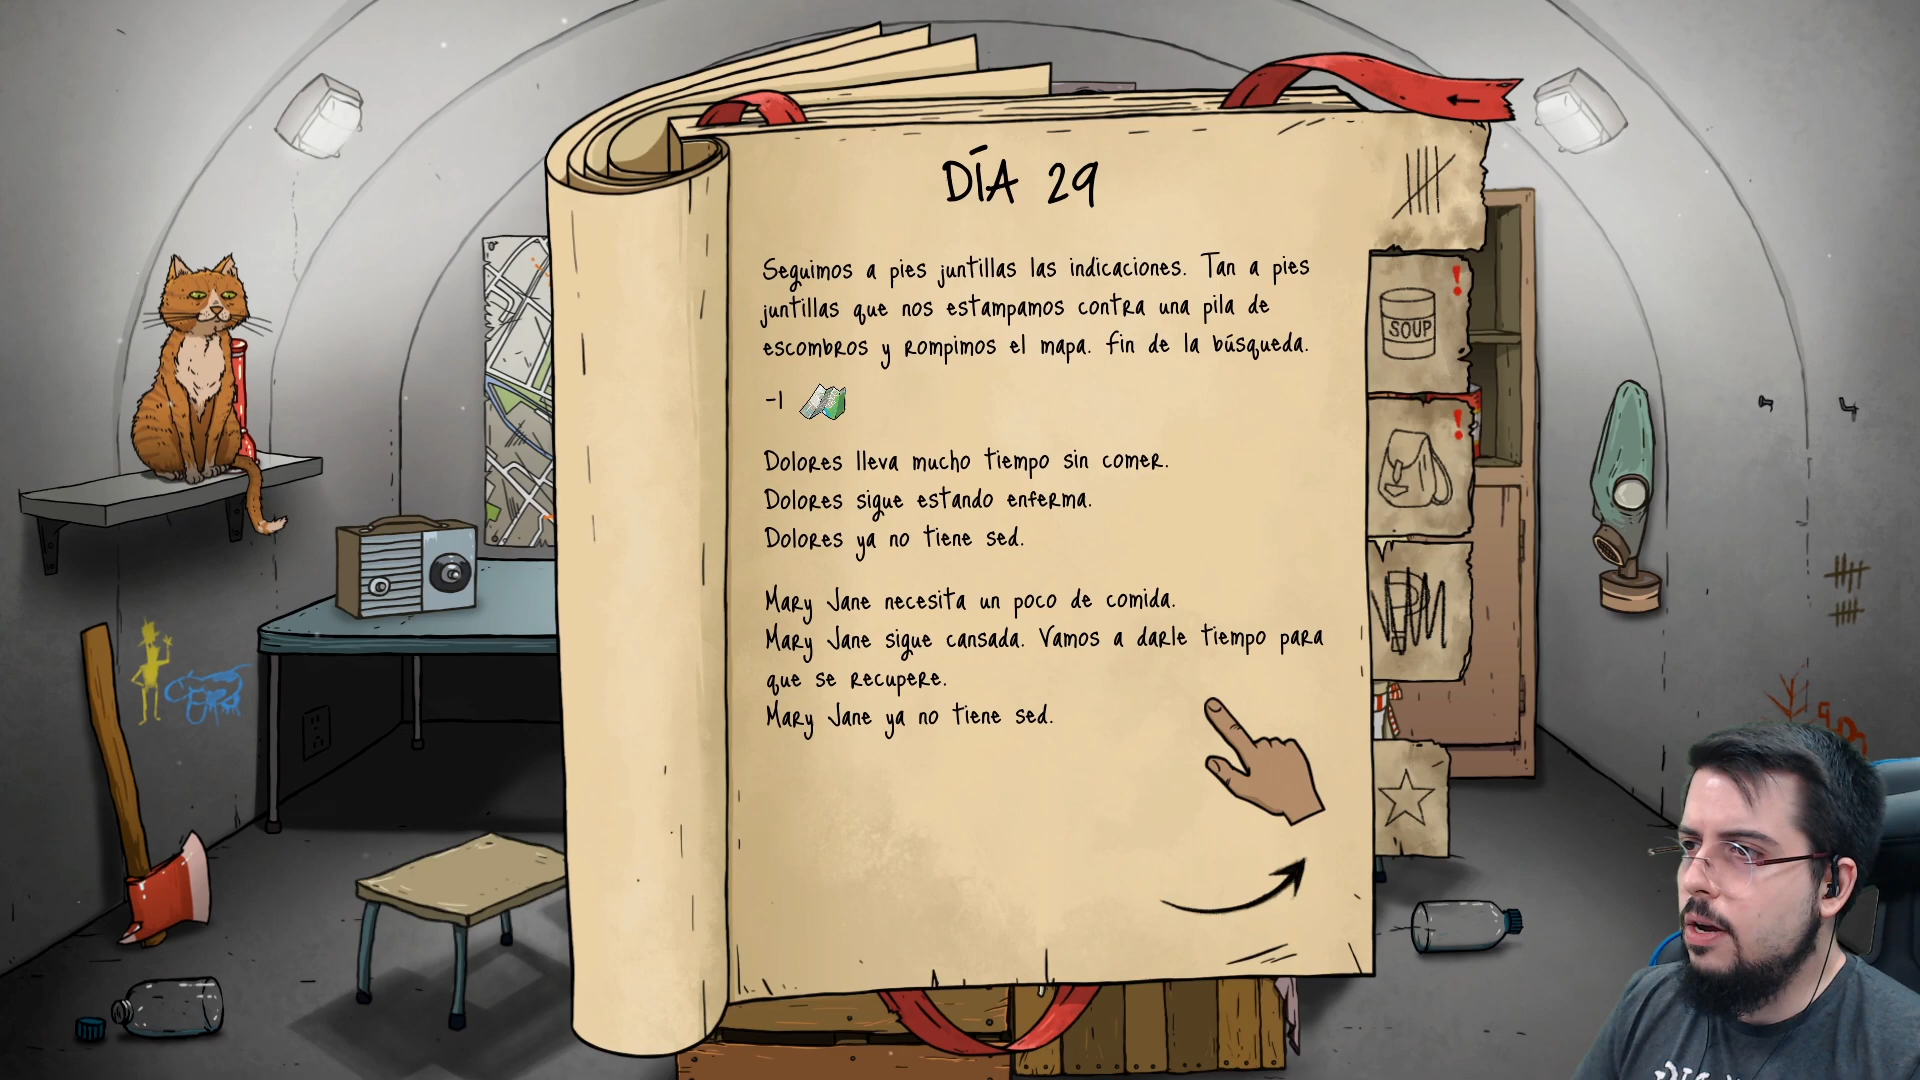 DÍA 29
Seguimos a pies juntillas las indicaciones. Tan a pies
juntillas que nos estampamos contra una pila de
escombros y rompimos el mapa. Fin de la búsqueda.
-1
Dolores lleva mucho tiempo sin comer.
Dolores sigue estando enferma.
Dolores ya no tiene sed.
Mary Jane necesita un poco de comida.
Mary Jane sigue cansada. Vamos a darle tiempo para
que se recupere.
Mary Jane ya no tiene sed.
!
SOUP
!